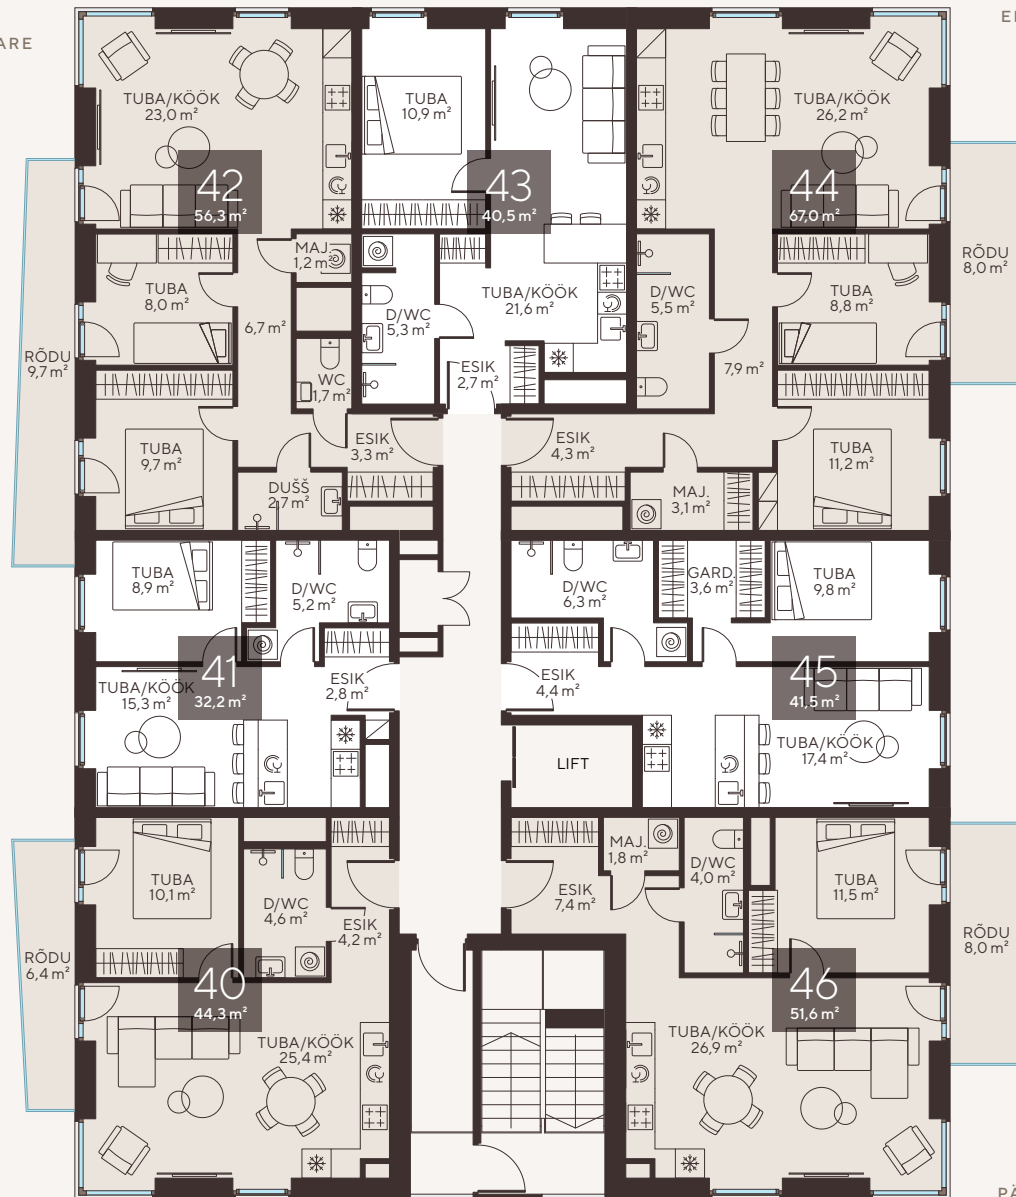 ARE
TUBA/KÖÖK
23,0 m²
42
56,3 m²
TUBA
8,0 m²
MAJ.
1,2 m²
6,7 m²
WC
1,7 m²
RÕDU
9,7 m²
TUBA
9,7 m²
DUŠŠ
2,7 m²
ESIK
3,3 m²
TUBA
10,9 m²
43
40,5 m²
D/WC
5,3 m²
TUBA/KÖÖK
21,6 m²
ESIK
2,7 m²
TUBA/KÖÖK
26,2 m²
44
67,0 m²
RÕDU
8,0 m²
D/WC
5,5 m²
TUBA
8,8 m²
7,9 m²
ESIK
4,3 m²
MAJ.
3,1 m²
TUBA
11,2 m²
TUBA
8,9 m²
D/WC
5,2 m²
41
32,2 m²
ESIK
2,8 m²
TUBA/KÖÖK
15,3 m²
D/WC
6,3 m²
GARD.
3,6 m²
TUBA
9,8 m²
ESIK
4,4 m²
45
41,5 m²
LIFT
TUBA/KÖÖK
17,4 m²
TUBA
10,1 m²
D/WC
4,6 m²
ESIK
4,2 m²
RÕDU
6,4 m²
40
44,3 m²
TUBA/KÖÖK
25,4 m²
MAJ.
1,8 m²
D/WC
4,0 m²
ESIK
7,4 m²
TUBA
11,5 m²
RÕDU
8,0 m²
46
51,6 m²
TUBA/KÖÖK
26,9 m²